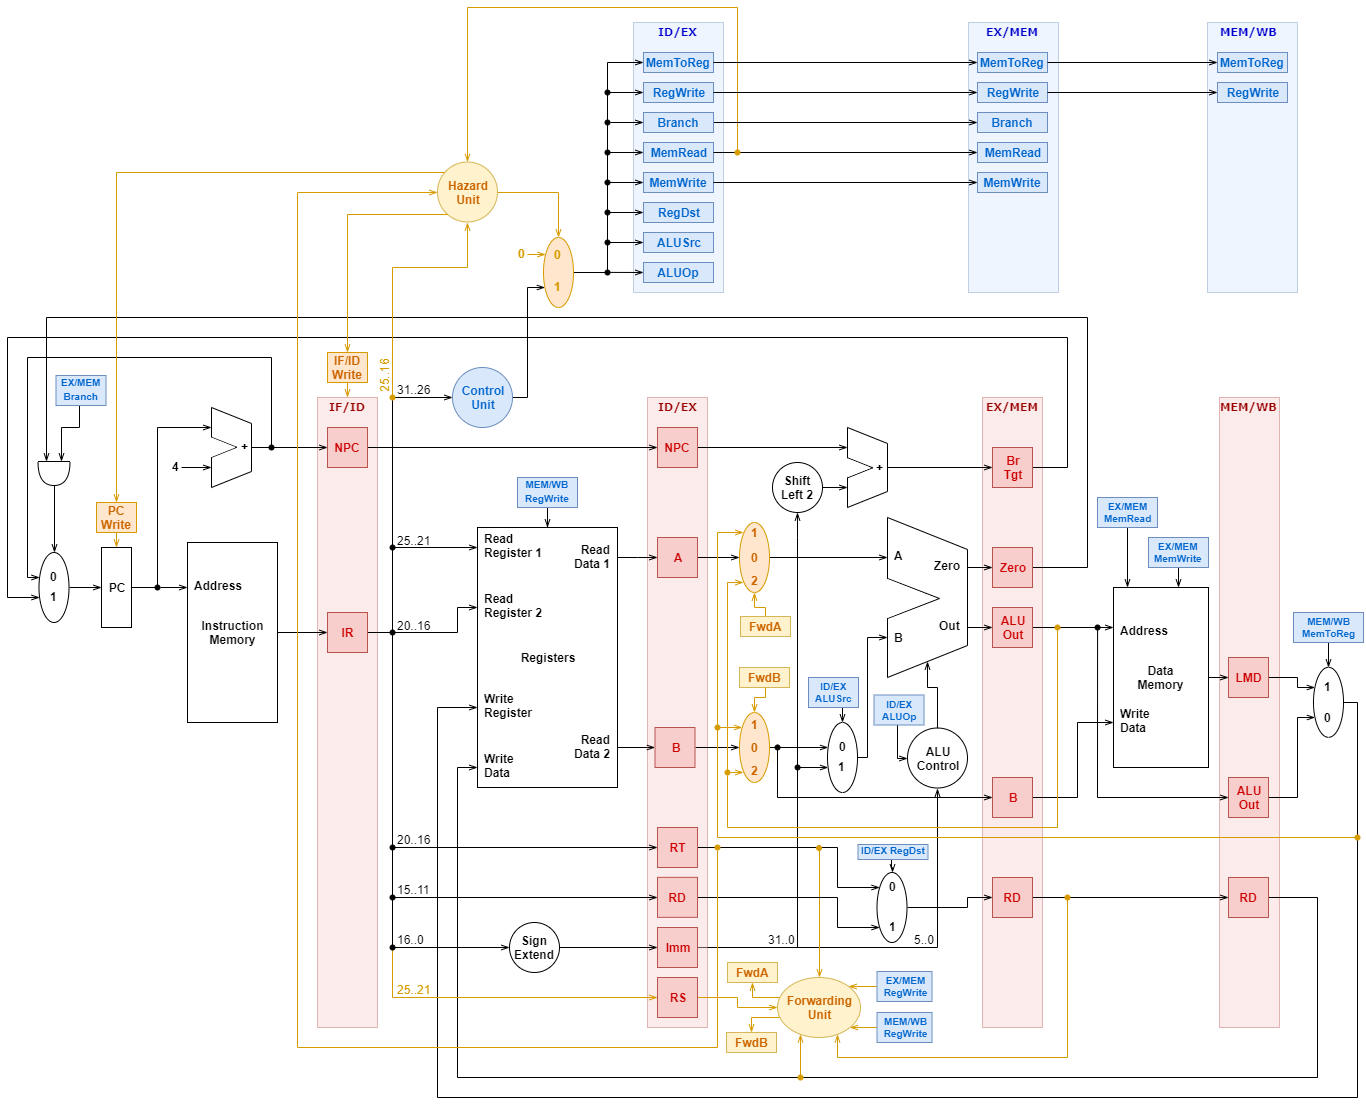 ID/EX
EX/MEM
MEM/WB
MemToReg
MemToReg
MemToReg
RegWrite
RegWrite
RegWrite
Branch
Branch
MemRead
MemRead
MemWrite
MemWrite
RegDst
ALUSrc
ALUOp
Hazard
Unit
0
0
1
IF/ID
Write
25..16
31..26
Control
Unit
EX/MEM
Branch
IF/ID
ID/EX
EX/MEM
MEM/WB
4
+
NPC
NPC
+
Br
Tgt
Shift
Left 2
PC
Write
MEM/WB
RegWrite
EX/MEM
MemRead
EX/MEM
MemWrite
0
1
PC
Address
Instruction
Memory
IR
25..21
20..16
Read
Register 1
Read
Data 1
Read
Register 2
Registers
Write
Register
Write
Data
Read
Data 2
A
B
1
0
2
FwdA
FwdB
1
0
2
ID/EX
ALUSrc
0
1
A
B
Zero
Out
ID/EX
ALUOp
ALU
Control
Zero
ALU
Out
B
Address
Data
Memory
Write
Data
LMD
ALU
Out
MEM/WB
MemToReg
1
0
20..16
RT
15..11
RD
16..0
Sign
Extend
Imm
31..0
5..0
25..21
RS
ID/EX RegDst
0
1
RD
RD
FwdA
FwdB
Forwarding
Unit
EX/MEM
RegWrite
MEM/WB
RegWrite